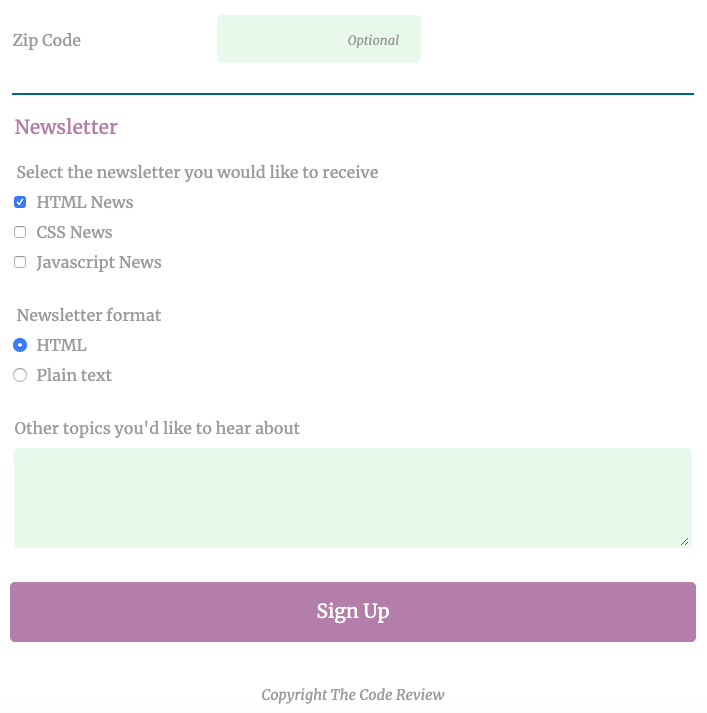 Zip Code
Optional
Newsletter
Select the newsletter you would like to receive
HTML News
CSS News
Javascript News
Newsletter format
HTML
Plain text
Other topics you'd like to hear about
Sign Up
Copyright The Code Review